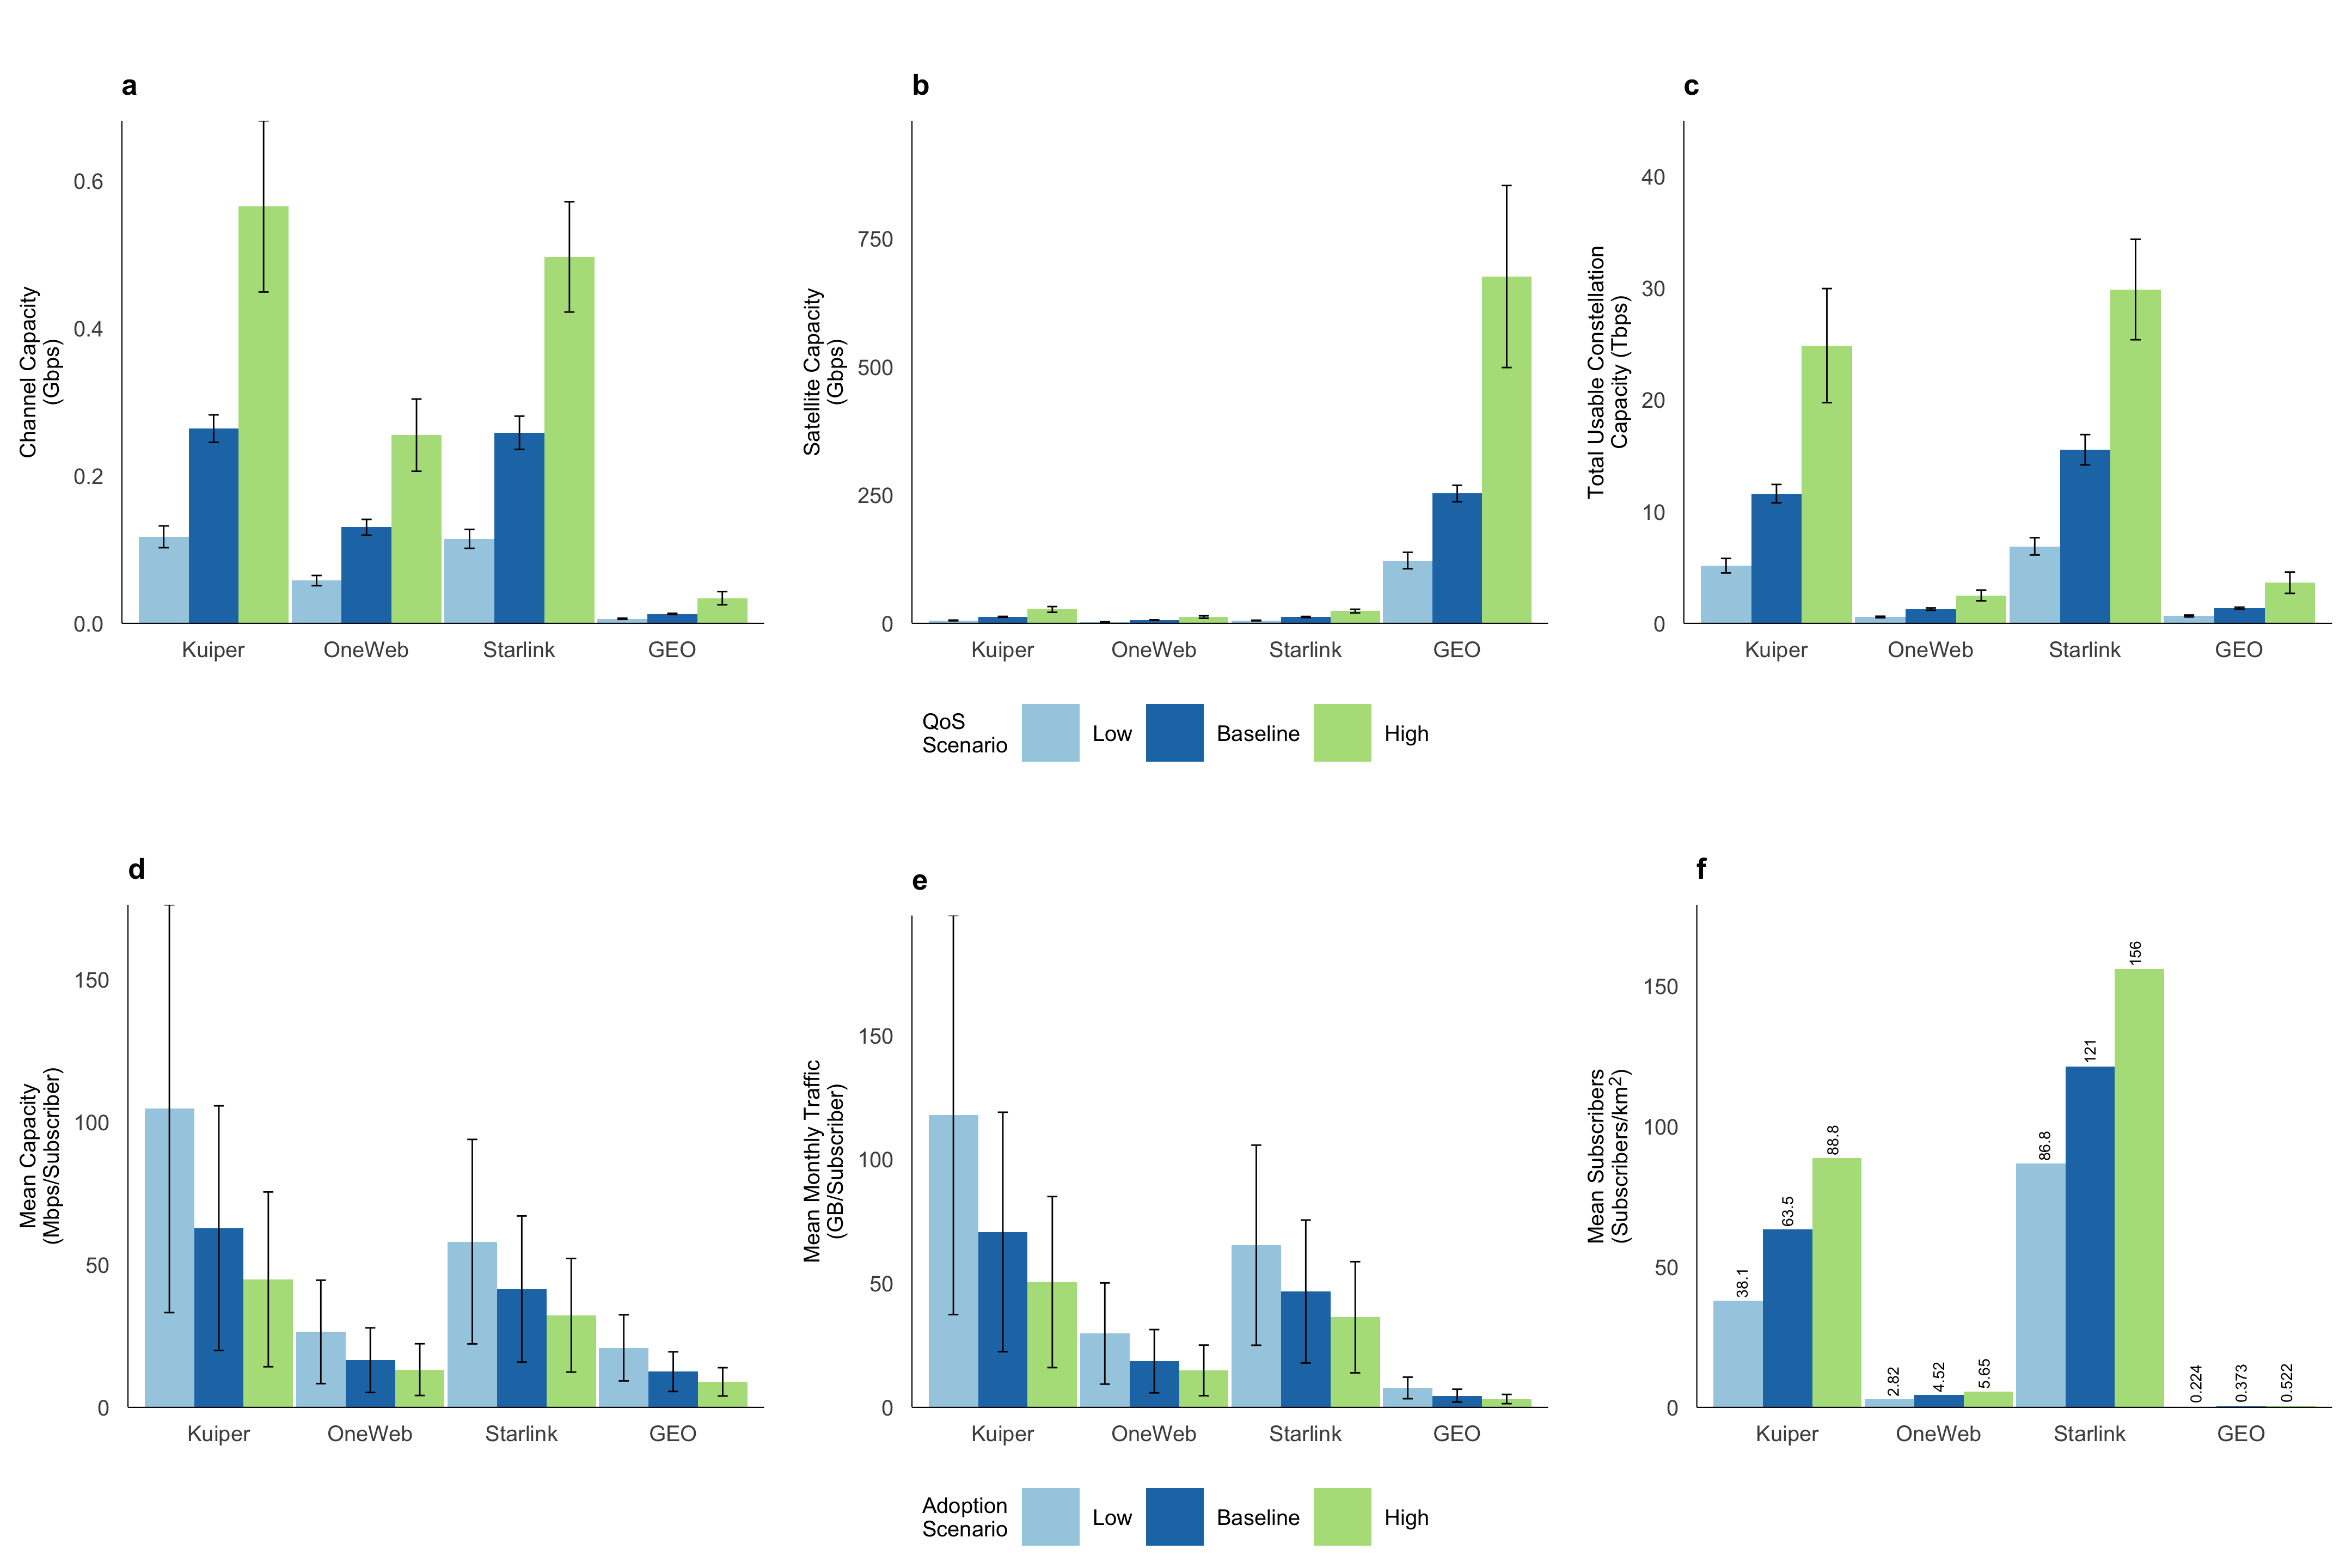 a
Channel Capacity
(Gbps)
0.6
0.4
0.2
0.0
Kuiper
OneWeb
Starlink
GEO
b
Satellite Capacity
(Gbps)
750
500
250
0
Kuiper
OneWeb
Starlink
GEO
c
Total Usable Constellation
Capacity (Tbps)
40
30
20
10
0
Kuiper
OneWeb
Starlink
GEO
QoS
Scenario
Low
Baseline
High
d
Mean Capacity
(Mbps/Subscriber)
150
100
50
0
Kuiper
OneWeb
Starlink
GEO
e
Mean Monthly Traffic
(GB/Subscriber)
150
100
50
0
Kuiper
OneWeb
Starlink
GEO
f
Mean Subscribers
(Subscribers/km²)
150
100
50
0
38.1
63.5
88.8
2.82
4.52
5.65
86.8
121
156
0.224
0.373
0.522
Kuiper
OneWeb
Starlink
GEO
Adoption
Scenario
Low
Baseline
High